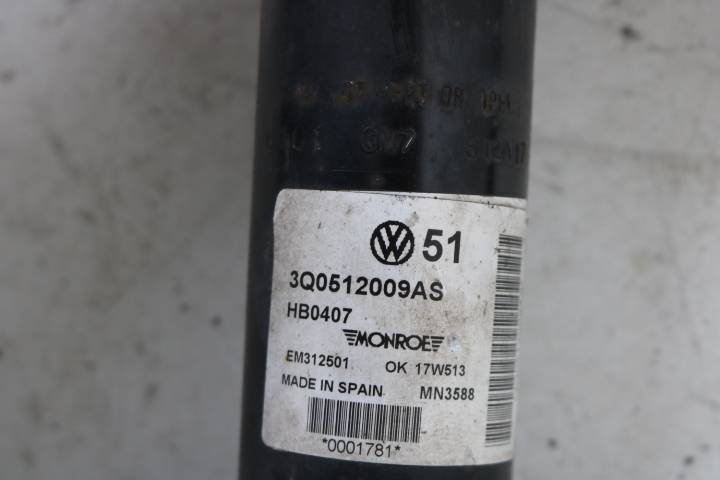 51
3Q0512009AS
HB0407
MONROE
EM312501 OK 17W513
MADE IN SPAIN MN3588
*0001781*